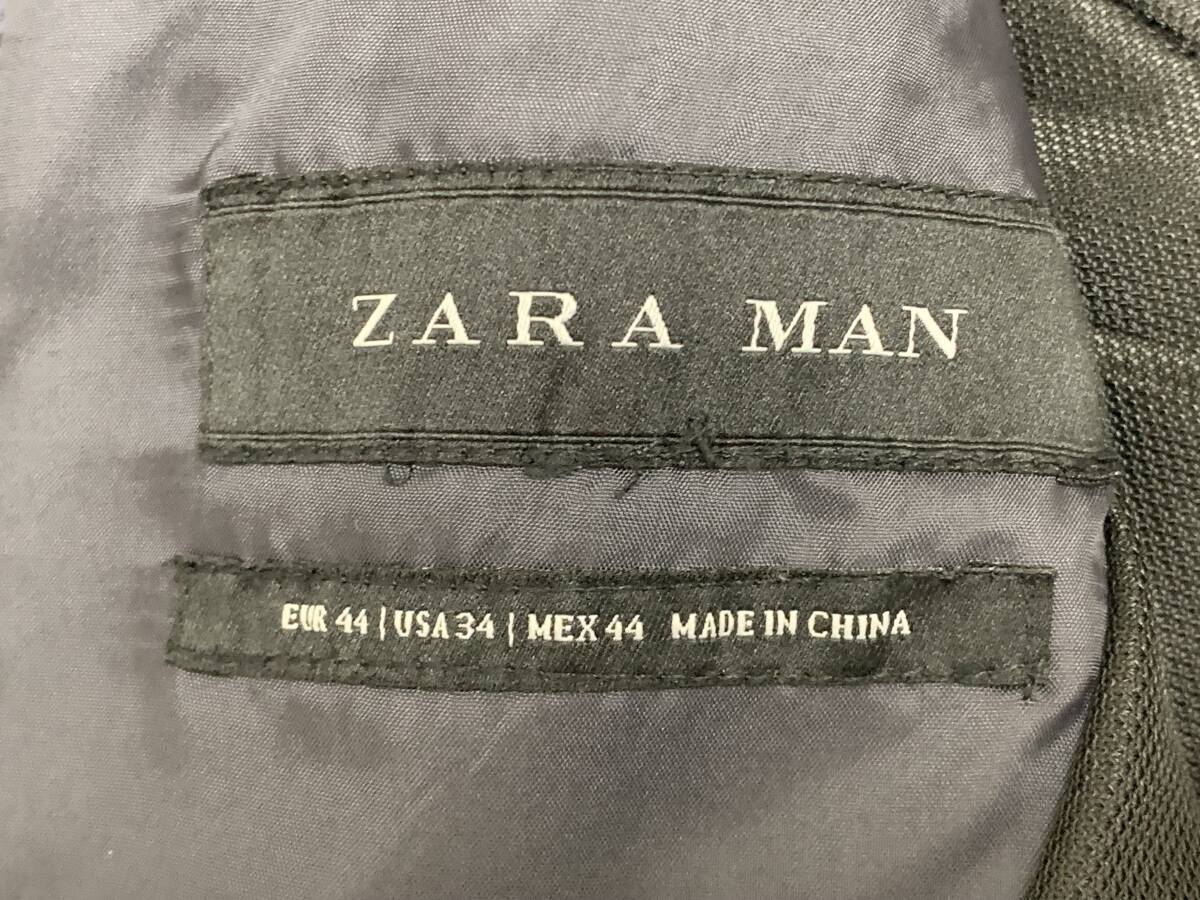 ZARA MAN
EUR 44 | USA 34 | MEX 44 MADE IN CHINA